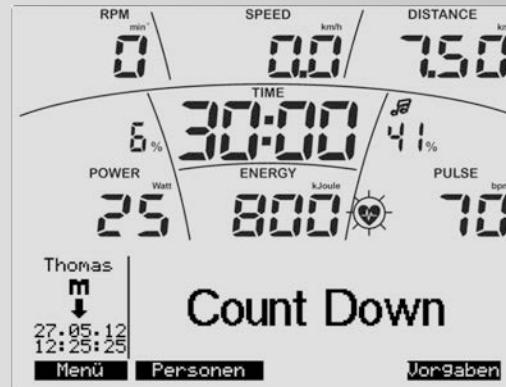 RPM SPEED DISTANCE
min⁻ km/h km
0 0.0 7.50
TIME
6% 30:00 41%
POWER ENERGY PULSE
Watt kJoule bpm
25 800 70
Thomas
m
27.05.12
12:25:25
Count Down
Menü Personen Vorgaben